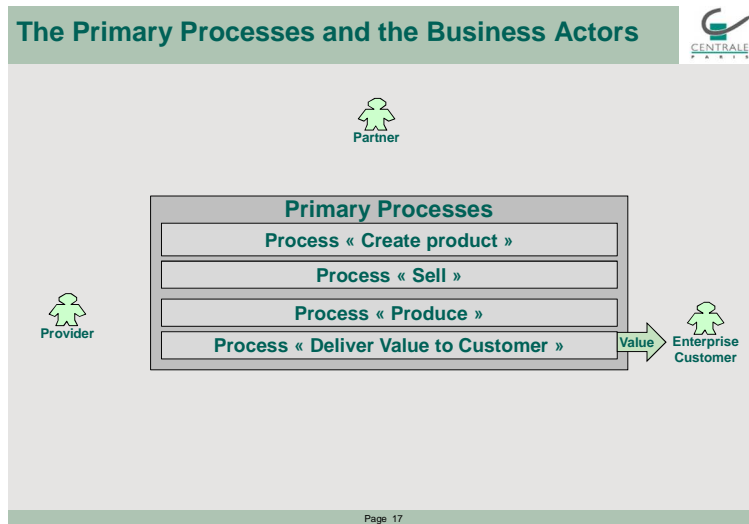 The Primary Processes and the Business Actors
CENTRALE
PARIS
Partner
Primary Processes
Process « Create product »
Process « Sell »
Process « Produce »
Provider
Process « Deliver Value to Customer »
Value
Enterprise
Customer
Page 17